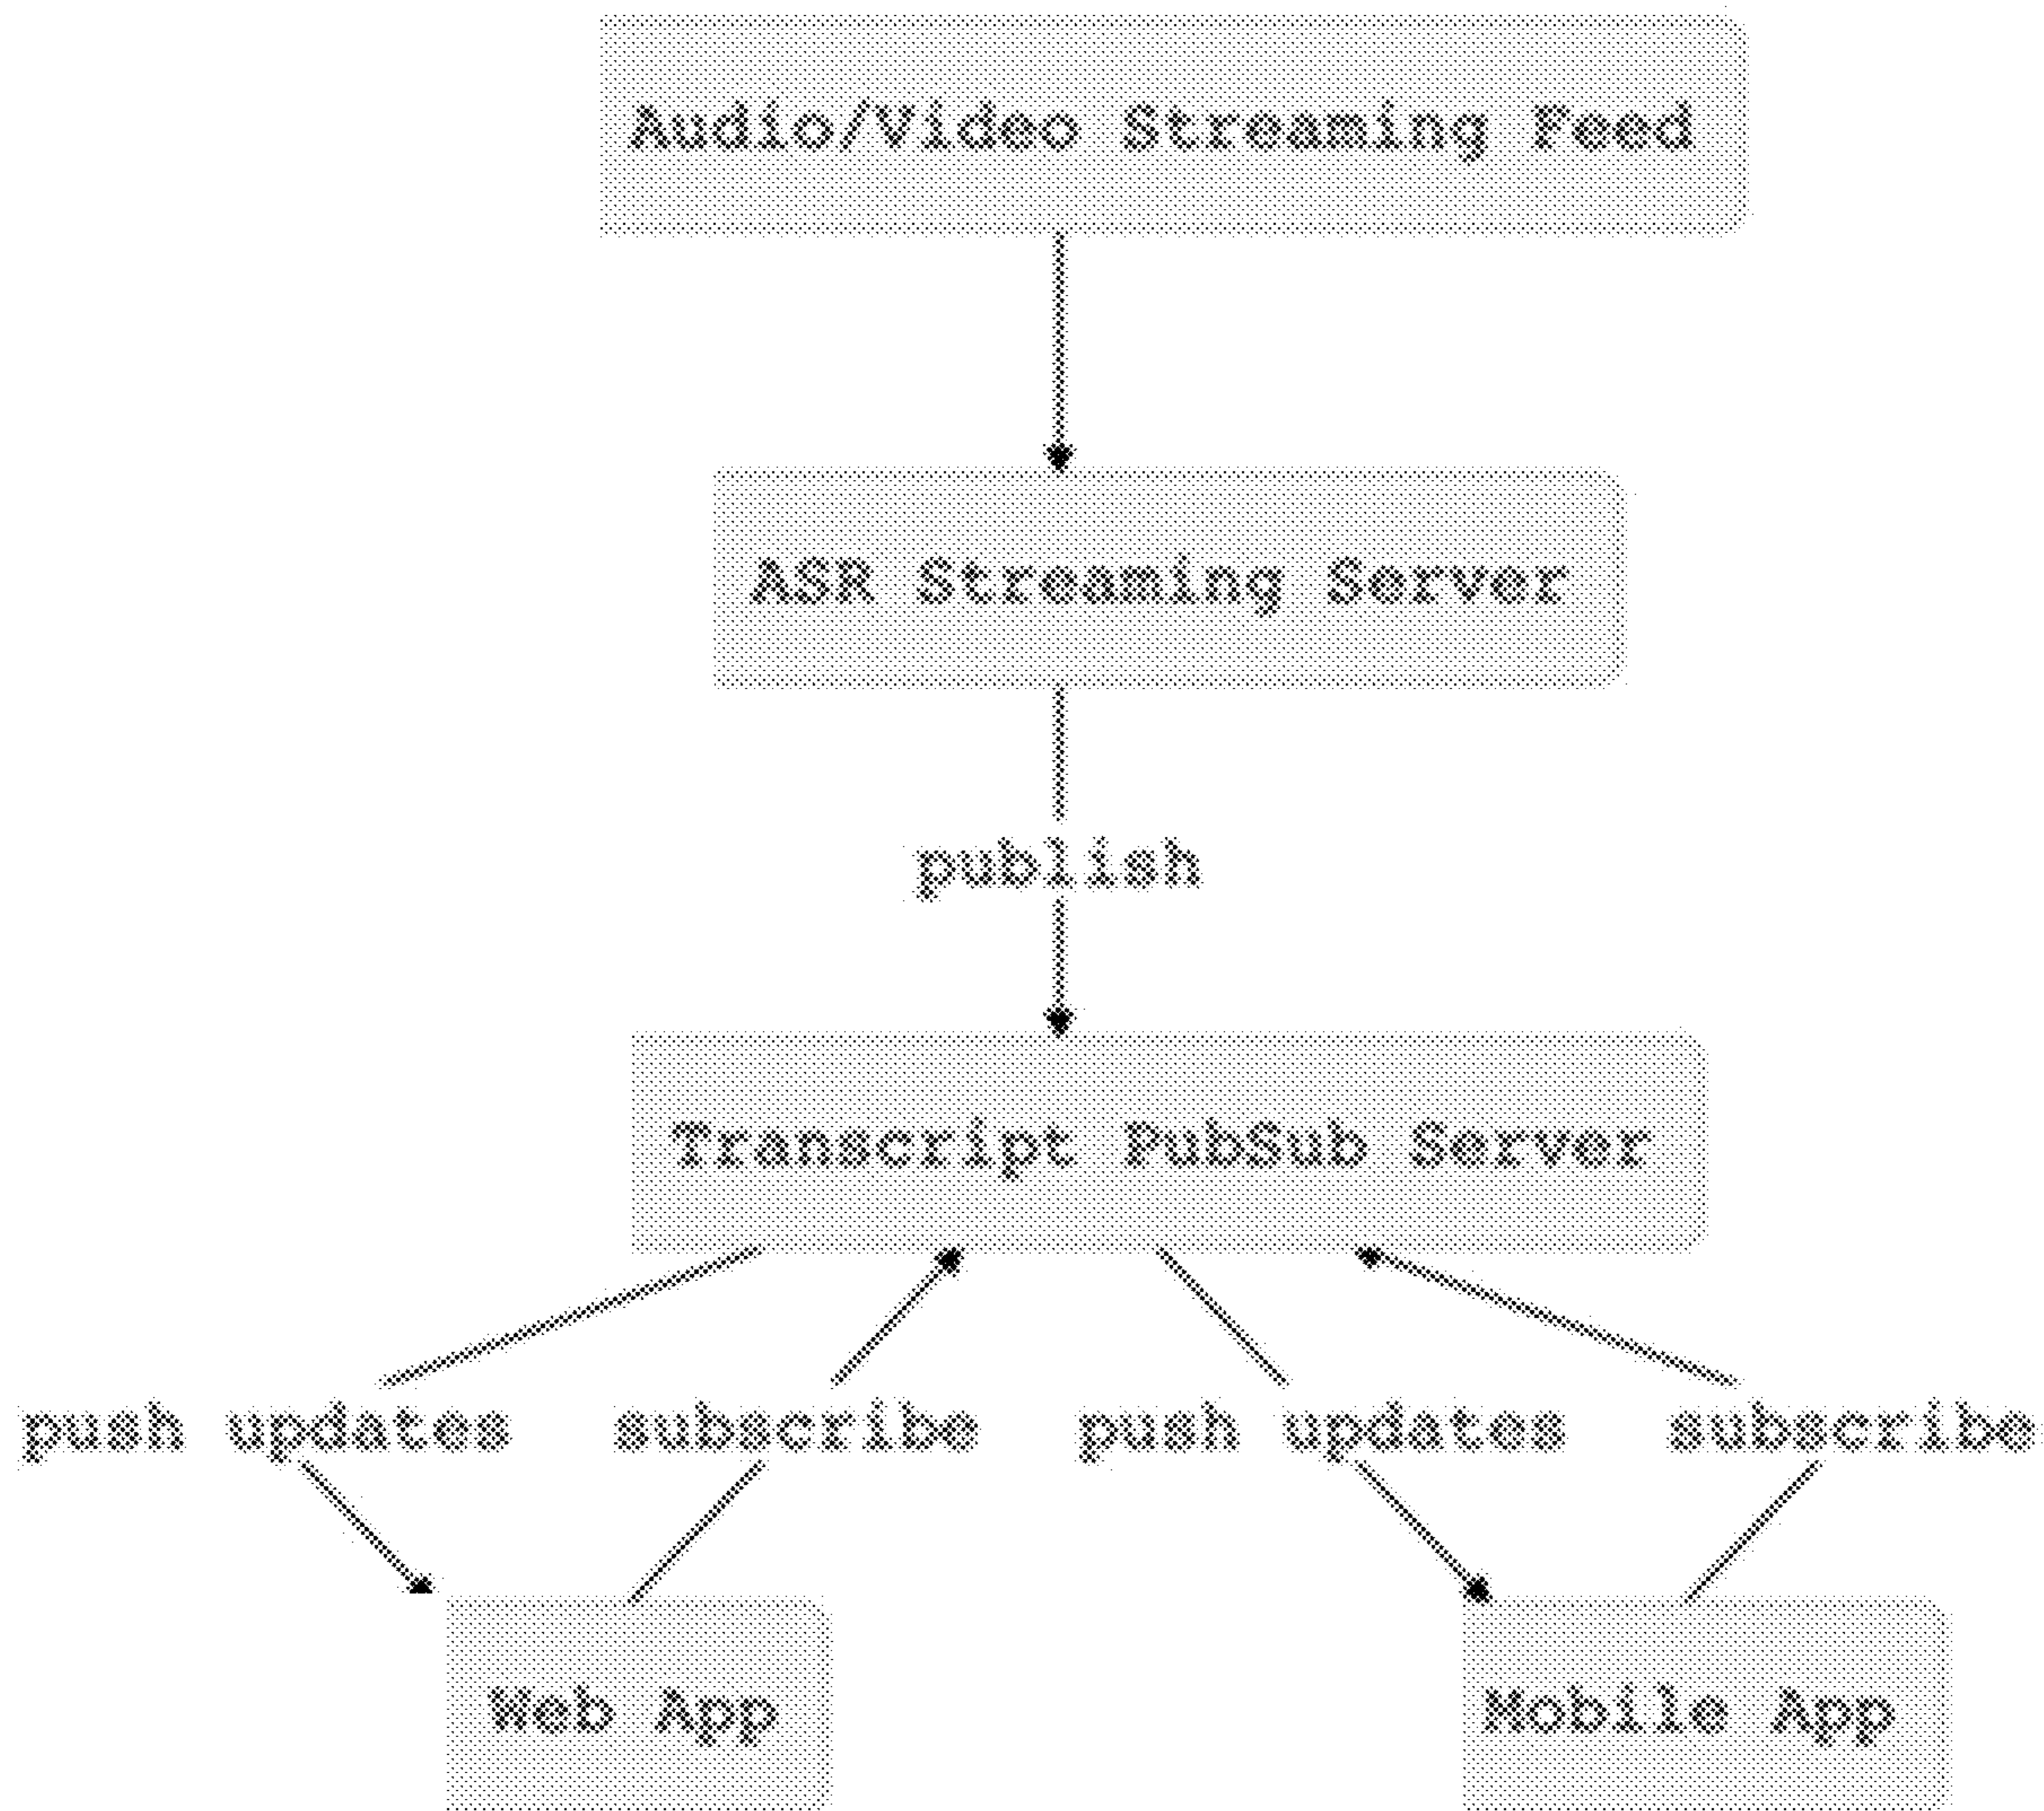 Audio/Video Streaming Feed
ASR Streaming Server
publish
Transcript PubSub Server
push updates subscribe push updates subscribe
Web App Mobile App